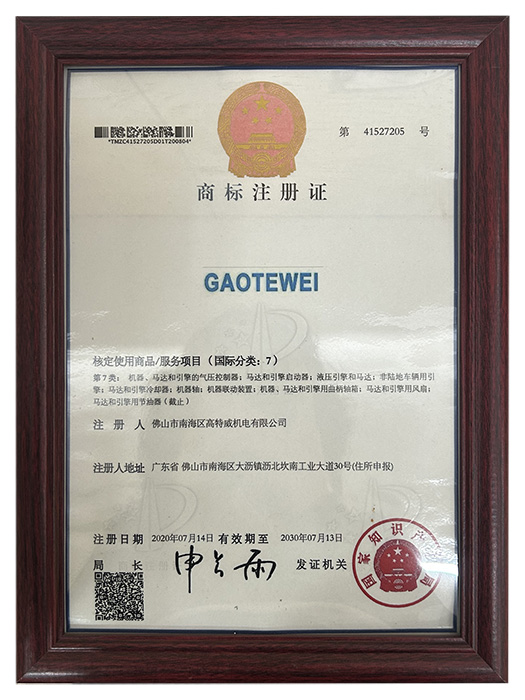 *TMZC41527205D01T200804*
第 41527205 号
商标注册证
GAOTEWEI
核定使用商品/服务项目（国际分类：7）
第7类： 机器、马达和引擎的气压控制器；马达和引擎启动器；液压引擎和马达；非陆地车辆用引
擎；马达和引擎冷却器；机器轴；机器联动装置；机器、马达和引擎用曲柄轴箱；马达和引擎用风扇；
马达和引擎用节油器（截止）
注 册 人 佛山市南海区高特威机电有限公司
注册人地址 广东省 佛山市南海区大沥镇沥北坎南工业大道30号(住所申报)
注册日期 2020年07月14日 有效期至 2030年07月13日
局 长 申长雨 发证机关
国家知识产权局